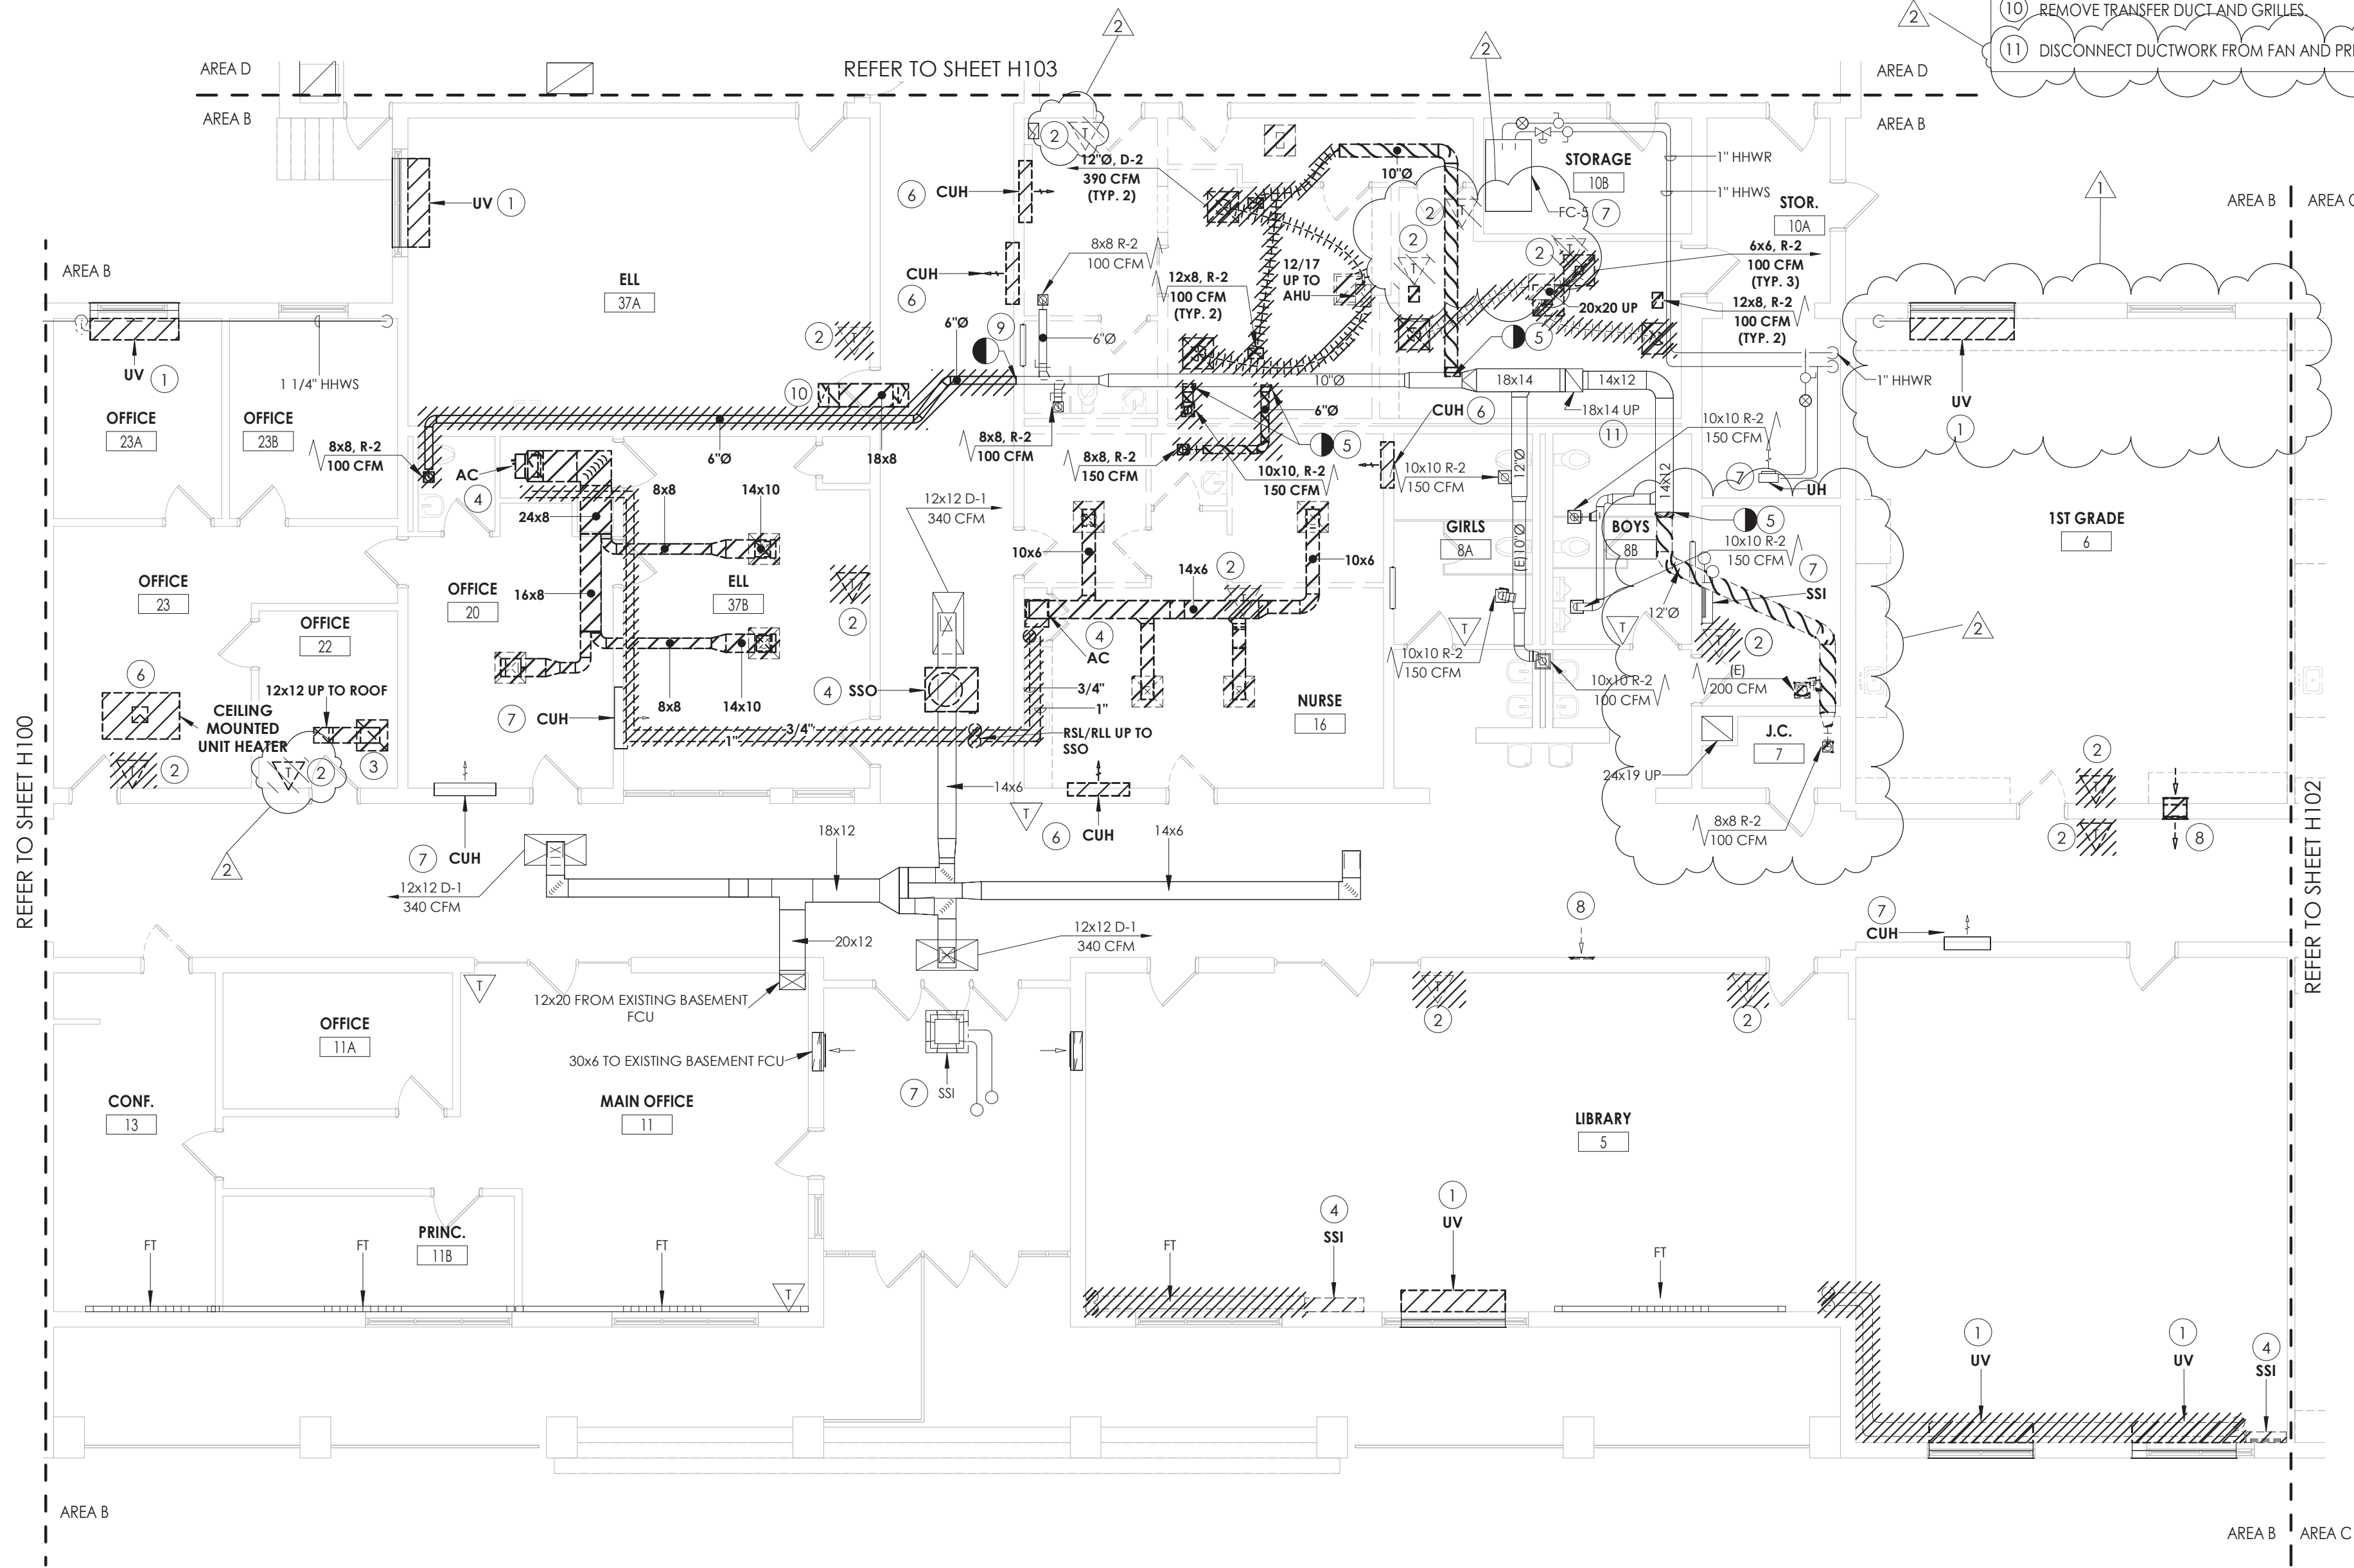 10 REMOVE TRANSFER DUCT AND GRILLES.
11 DISCONNECT DUCTWORK FROM FAN AND PRE
2
2
2
AREA D
REFER TO SHEET H103
AREA D
AREA B
AREA B
2
12"Ø, D-2
390 CFM
(TYP. 2)
10"Ø
STORAGE
10B
1" HHWR
1" HHWS
FC-5 7
1
AREA B
AREA C
UV 1
6 CUH
CUH
6
8x8 R-2
100 CFM
12x8, R-2
100 CFM
(TYP. 2)
12/17
UP TO
AHU
2
2
2
20x20 UP
STOR.
10A
6x6, R-2
100 CFM
(TYP. 3)
12x8, R-2
100 CFM
(TYP. 2)
AREA B
ELL
37A
2
6"Ø
9
6"Ø
10"Ø
5
18x14
14x12
1" HHWR
UV
1
UV 1
1 1/4" HHWS
10
OFFICE
23A
OFFICE
23B
8x8, R-2
100 CFM
6"Ø
18x8
8x8, R-2
100 CFM
8x8, R-2
150 CFM
6"Ø
5
10x10, R-2
150 CFM
CUH 6
18x14 UP
11
10x10 R-2
150 CFM
10x10 R-2
150 CFM
12"Ø
14x12
7
UH
AC
4
24x8
8x8
14x10
12x12 D-1
340 CFM
10x6
14x6
2
10x6
GIRLS
8A
(E)10"Ø
BOYS
8B
5
10x10 R-2
150 CFM
7
SSI
1ST GRADE
6
OFFICE
23
OFFICE
20
16x8
ELL
37B
2
12"Ø
2
OFFICE
22
4
AC
T
T
T
10x10 R-2
150 CFM
10x10 R-2
100 CFM
(E)
200 CFM
2
6
12x12 UP TO ROOF
CEILING
MOUNTED
UNIT HEATER
2
T
2
3
7
CUH
8x8
14x10
4 SSO
3/4"
1"
3/4"
1"
RSL/RLL UP TO
SSO
NURSE
16
J.C.
7
24x19 UP
2
REFER TO SHEET H100
2
7 CUH
18x12
14x6
T
6 CUH
14x6
8x8 R-2
100 CFM
2
8
REFER TO SHEET H102
12x12 D-1
340 CFM
20x12
12x12 D-1
340 CFM
8
7
CUH
T
12x20 FROM EXISTING BASEMENT
FCU
2
2
OFFICE
11A
30x6 TO EXISTING BASEMENT FCU
7 SSI
CONF.
13
MAIN OFFICE
11
LIBRARY
5
PRINC.
11B
FT
FT
FT
T
FT
4
SSI
1
UV
FT
1
UV
1
UV
4
SSI
AREA B
AREA B
AREA C